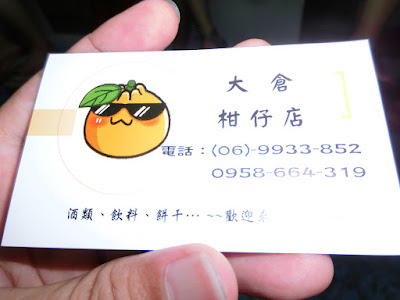 大倉
柑仔店
電話：(06)-9933-852
0958-664-319
酒類、飲料、餅干… ~~歡迎來